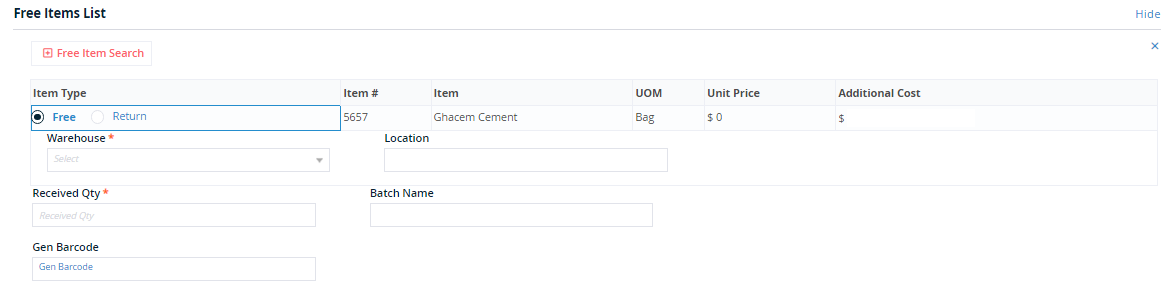 Free Items List Hide
×
Free Item Search
Item Type Item # Item UOM Unit Price Additional Cost
Free Return 5657 Ghacem Cement Bag $ 0 $
Warehouse * Location
Select
Received Qty * Batch Name
Received Qty
Gen Barcode
Gen Barcode